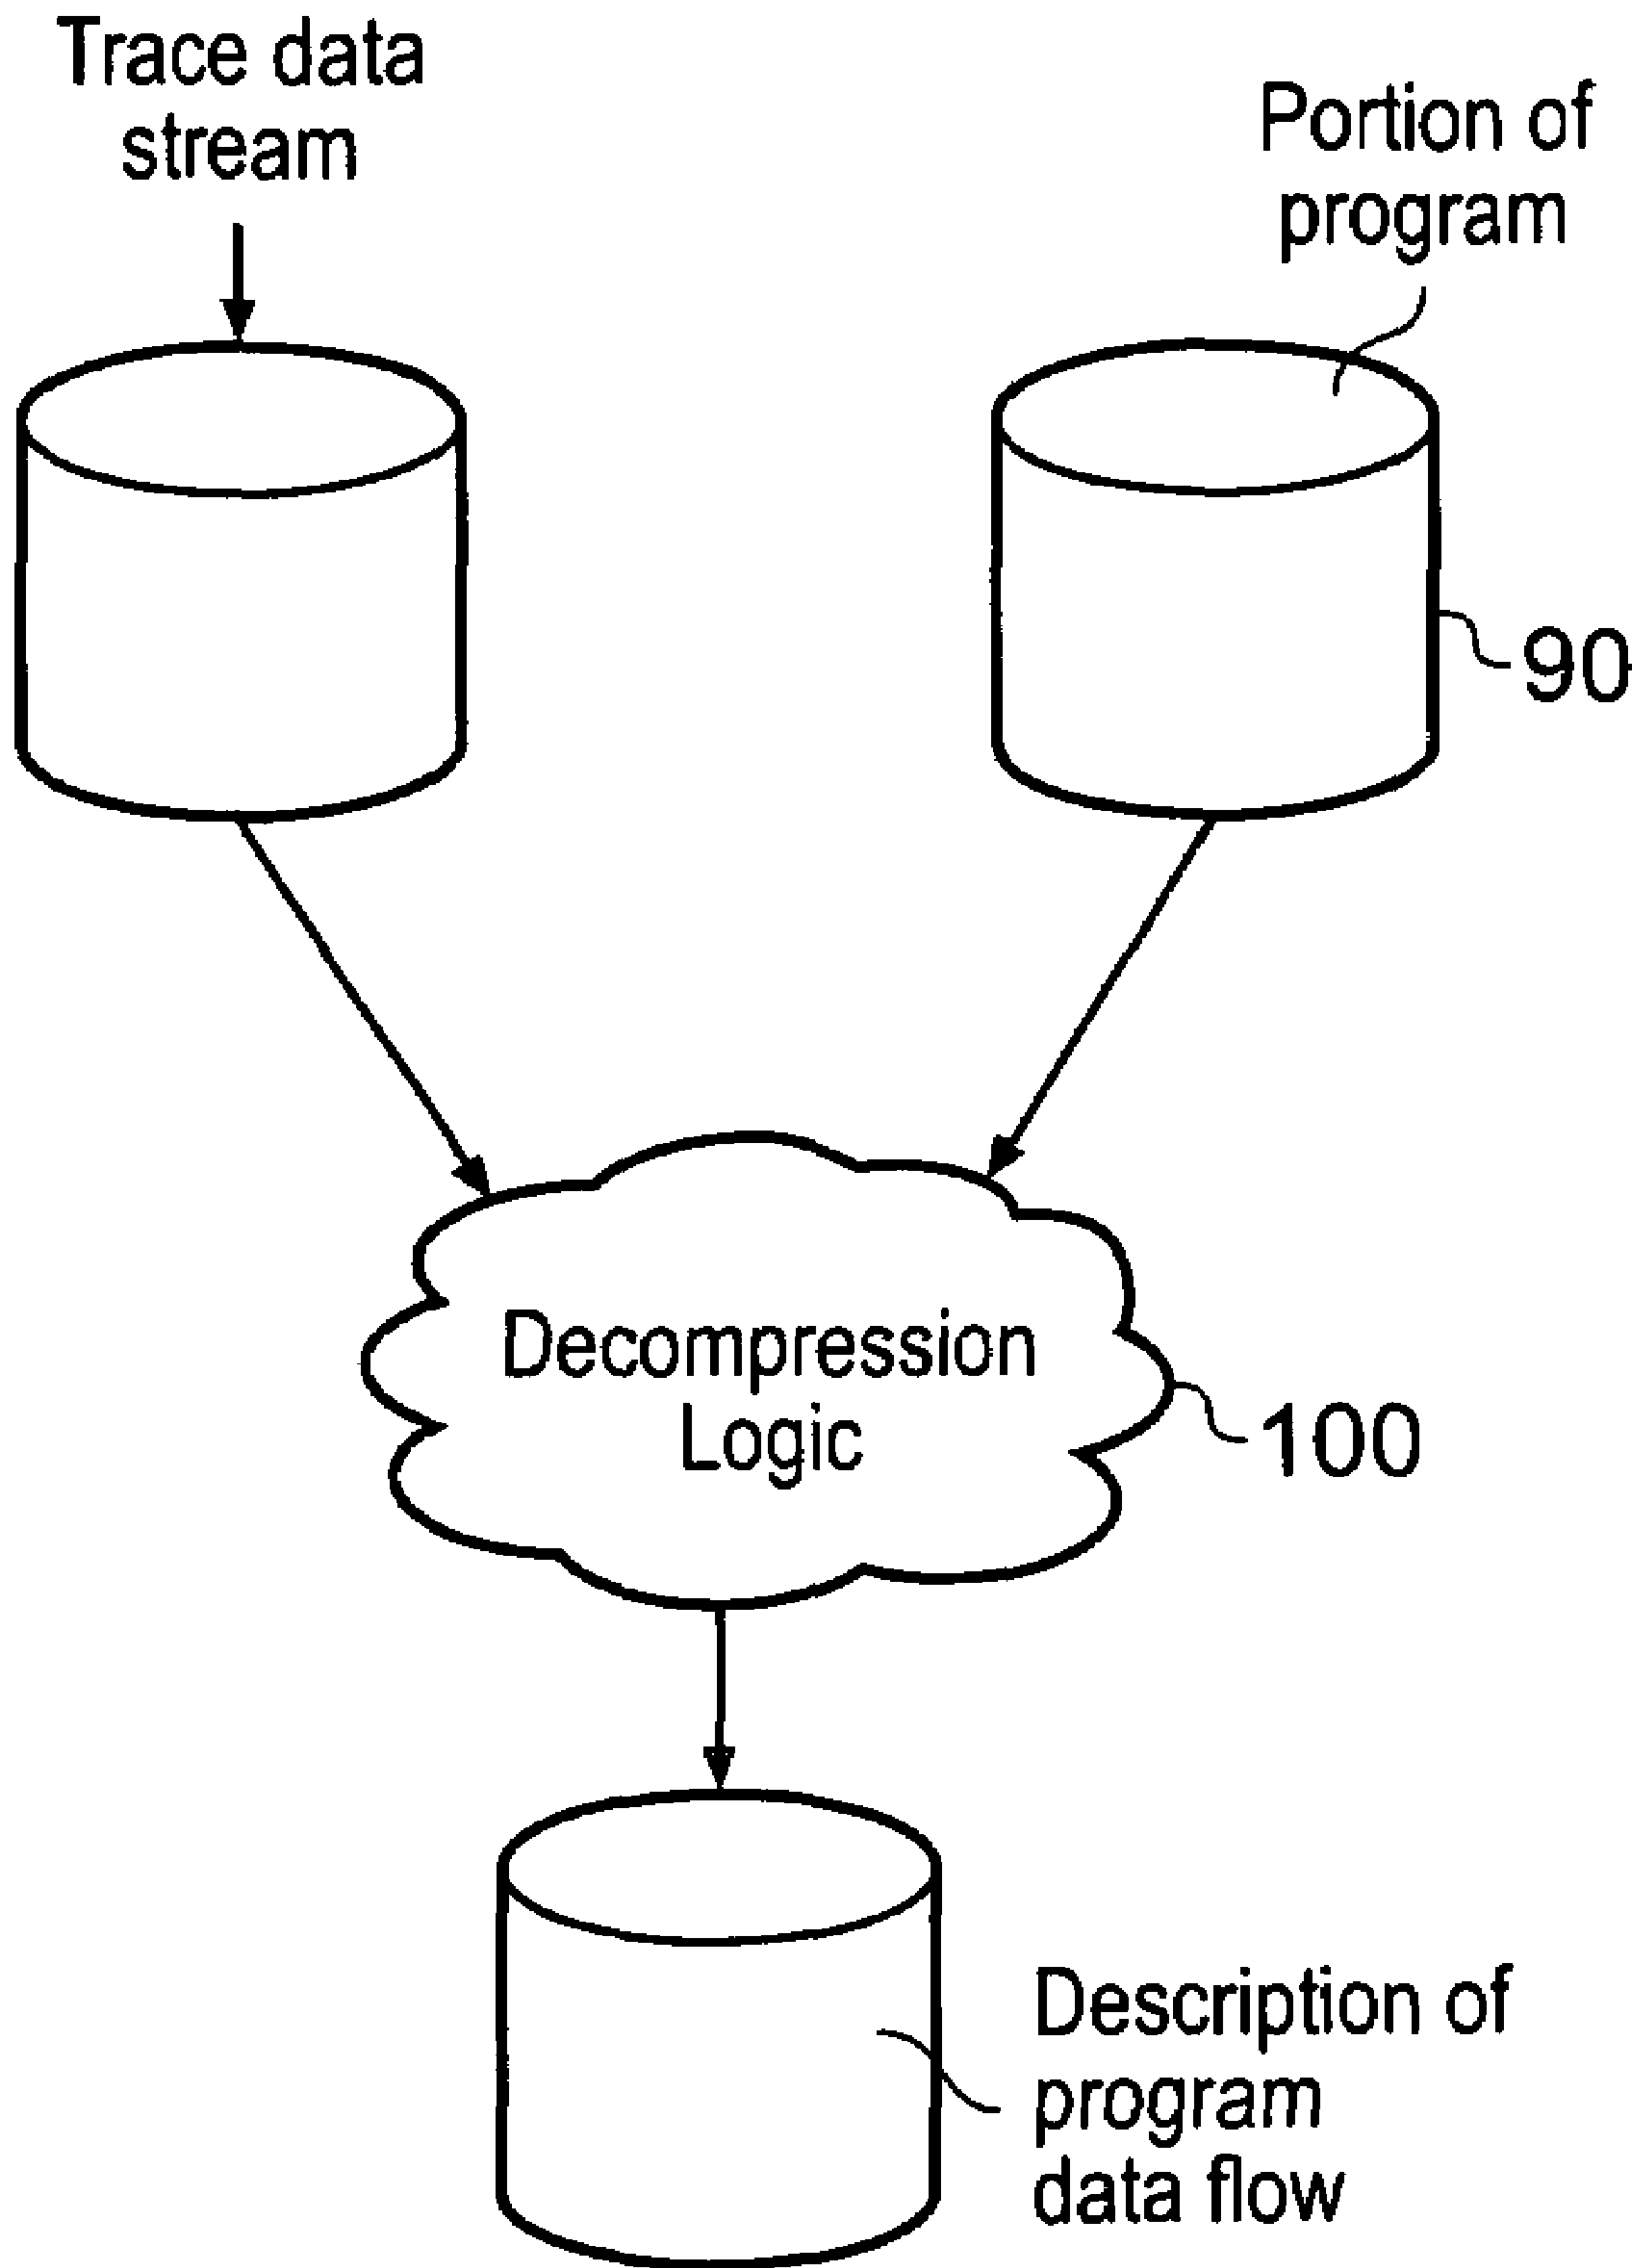 Trace data
stream
Portion of
program
90
Decompression
Logic
100
Description of
program
data flow